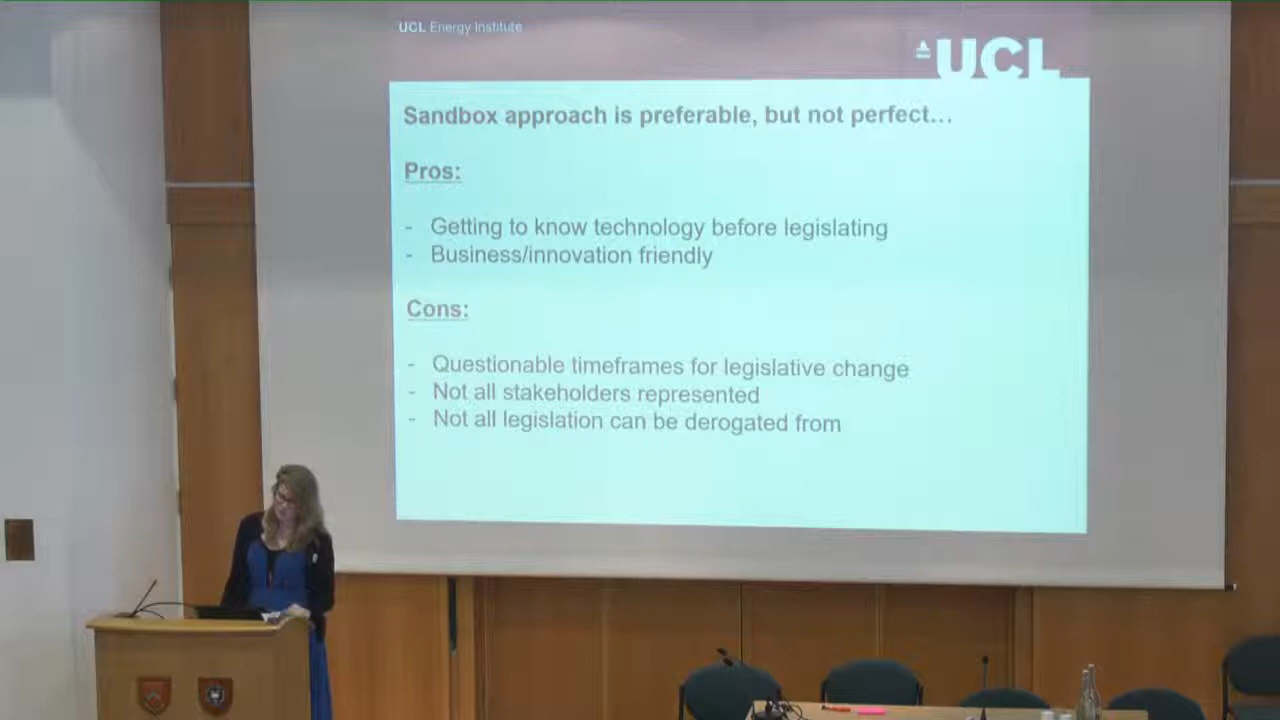 UCL Energy Institute
UCL
Sandbox approach is preferable, but not perfect…
Pros:
- Getting to know technology before legislating
- Business/innovation friendly
Cons:
- Questionable timeframes for legislative change
- Not all stakeholders represented
- Not all legislation can be derogated from